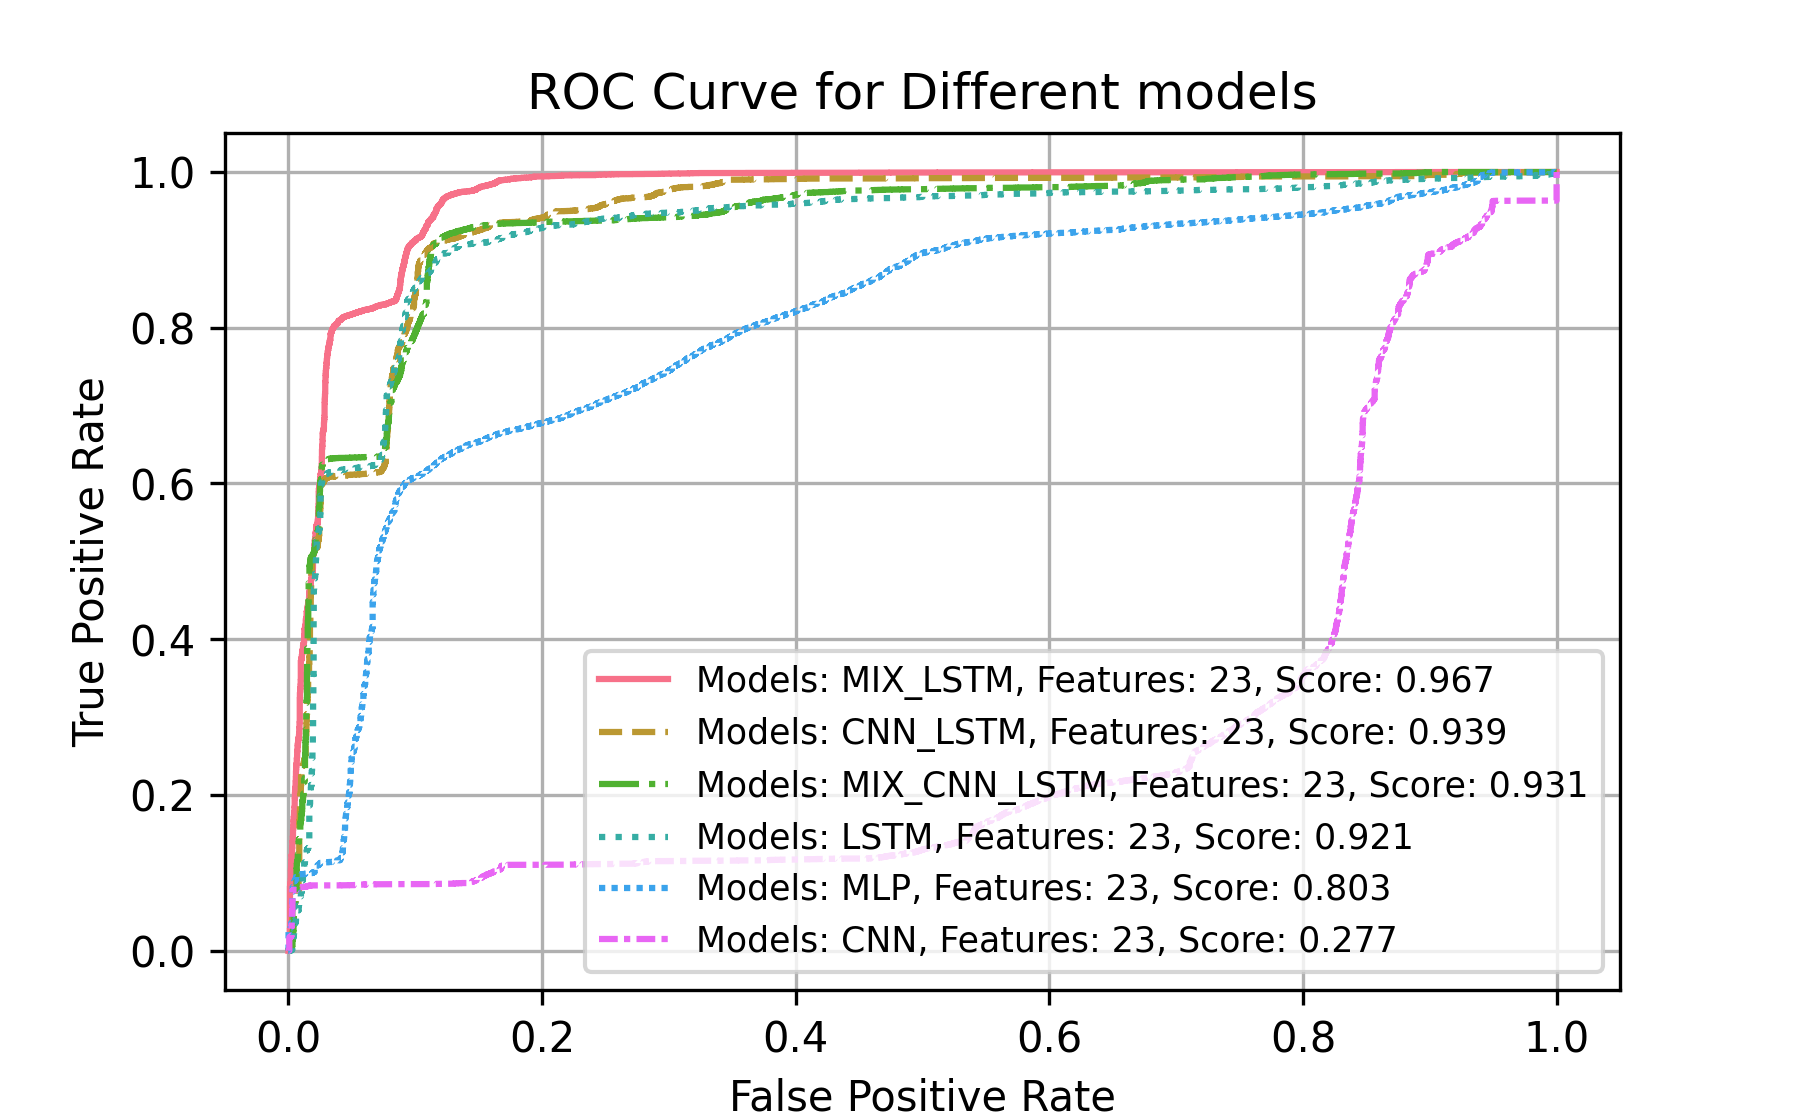 ROC Curve for Different models
True Positive Rate
1.0
0.8
0.6
0.4
0.2
0.0
Models: MIX_LSTM, Features: 23, Score: 0.967
Models: CNN_LSTM, Features: 23, Score: 0.939
Models: MIX_CNN_LSTM, Features: 23, Score: 0.931
Models: LSTM, Features: 23, Score: 0.921
Models: MLP, Features: 23, Score: 0.803
Models: CNN, Features: 23, Score: 0.277
0.0 0.2 0.4 0.6 0.8 1.0
False Positive Rate